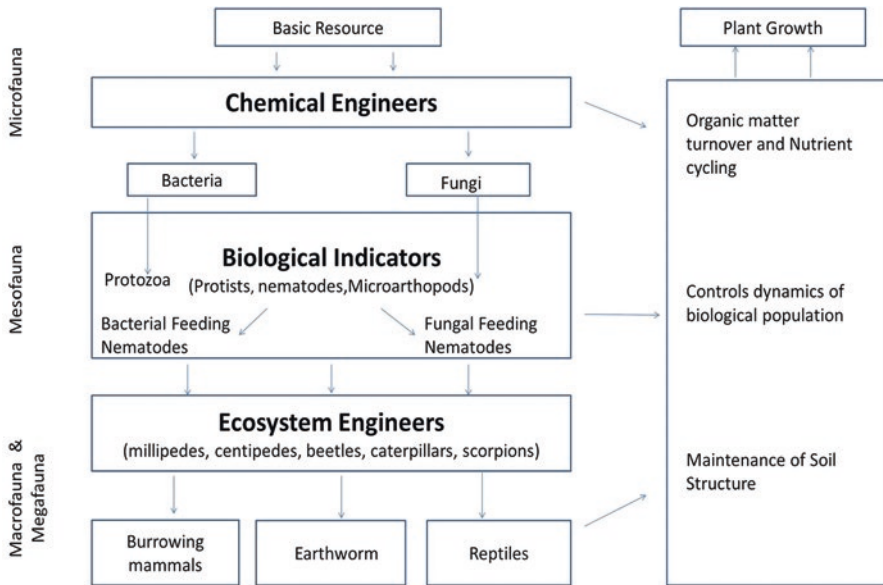 Microfauna
Basic Resource
Chemical Engineers
Bacteria
Fungi
Mesofauna
Biological Indicators
Protozoa
(Protists, nematodes,Microarthopods)
Bacterial Feeding
Nematodes
Fungal Feeding
Nematodes
Macrofauna &
Megafauna
Ecosystem Engineers
(millipedes, centipedes, beetles, caterpillars, scorpions)
Burrowing
mammals
Earthworm
Reptiles
Plant Growth
Organic matter
turnover and Nutrient
cycling
Controls dynamics of
biological population
Maintenance of Soil
Structure